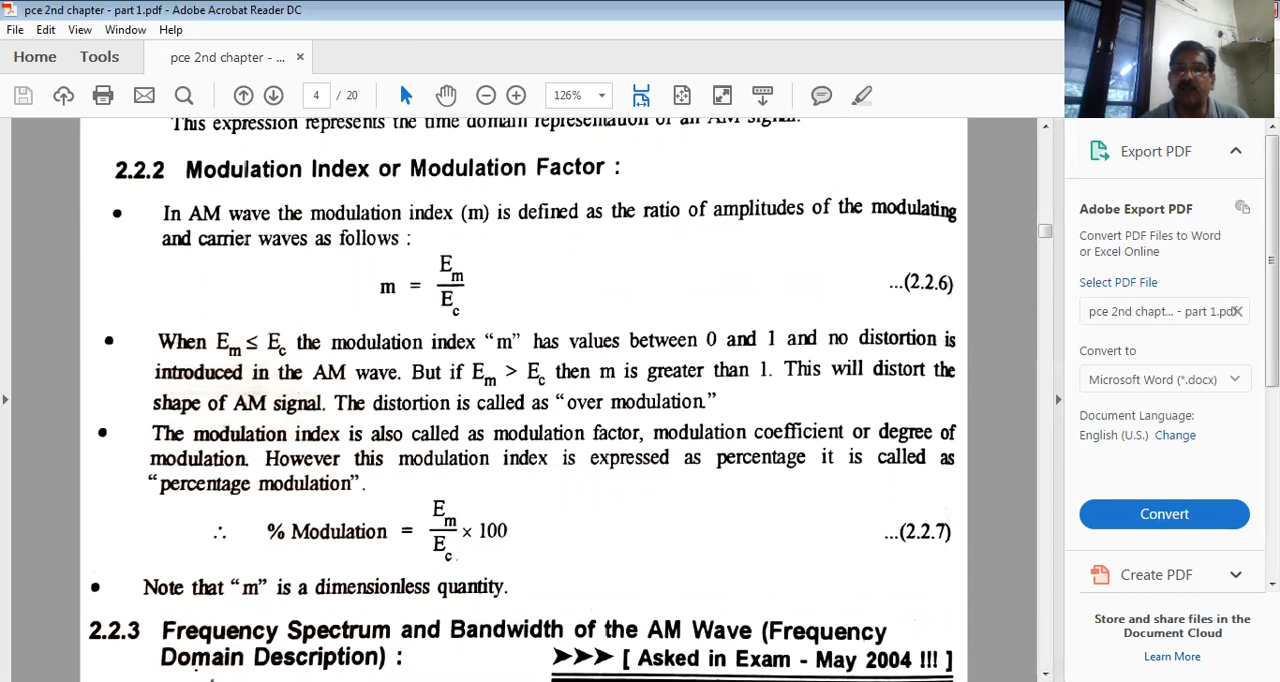 pce 2nd chapter - part 1.pdf - Adobe Acrobat Reader DC
File Edit View Window Help
Home Tools pce 2nd chapter - ... ×
4 / 20 126%
This expression represents the time domain representation of an AM signal.
2.2.2 Modulation Index or Modulation Factor :
• In AM wave the modulation index (m) is defined as the ratio of amplitudes of the modulating
and carrier waves as follows :
m = E_m / E_c ...(2.2.6)
• When E_m ≤ E_c the modulation index “m” has values between 0 and 1 and no distortion is
introduced in the AM wave. But if E_m > E_c then m is greater than 1. This will distort the
shape of AM signal. The distortion is called as “over modulation.”
• The modulation index is also called as modulation factor, modulation coefficient or degree of
modulation. However this modulation index is expressed as percentage it is called as
“percentage modulation”.
∴ % Modulation = E_m / E_c × 100 ...(2.2.7)
• Note that “m” is a dimensionless quantity.
2.2.3 Frequency Spectrum and Bandwidth of the AM Wave (Frequency
Domain Description) : ➤➤➤ [ Asked in Exam - May 2004 !!! ]
Export PDF
Adobe Export PDF
Convert PDF Files to Word
or Excel Online
Select PDF File
pce 2nd chapt... - part 1.pdf
Convert to
Microsoft Word (*.docx)
Document Language:
English (U.S.) Change
Convert
Create PDF
Store and share files in the
Document Cloud
Learn More